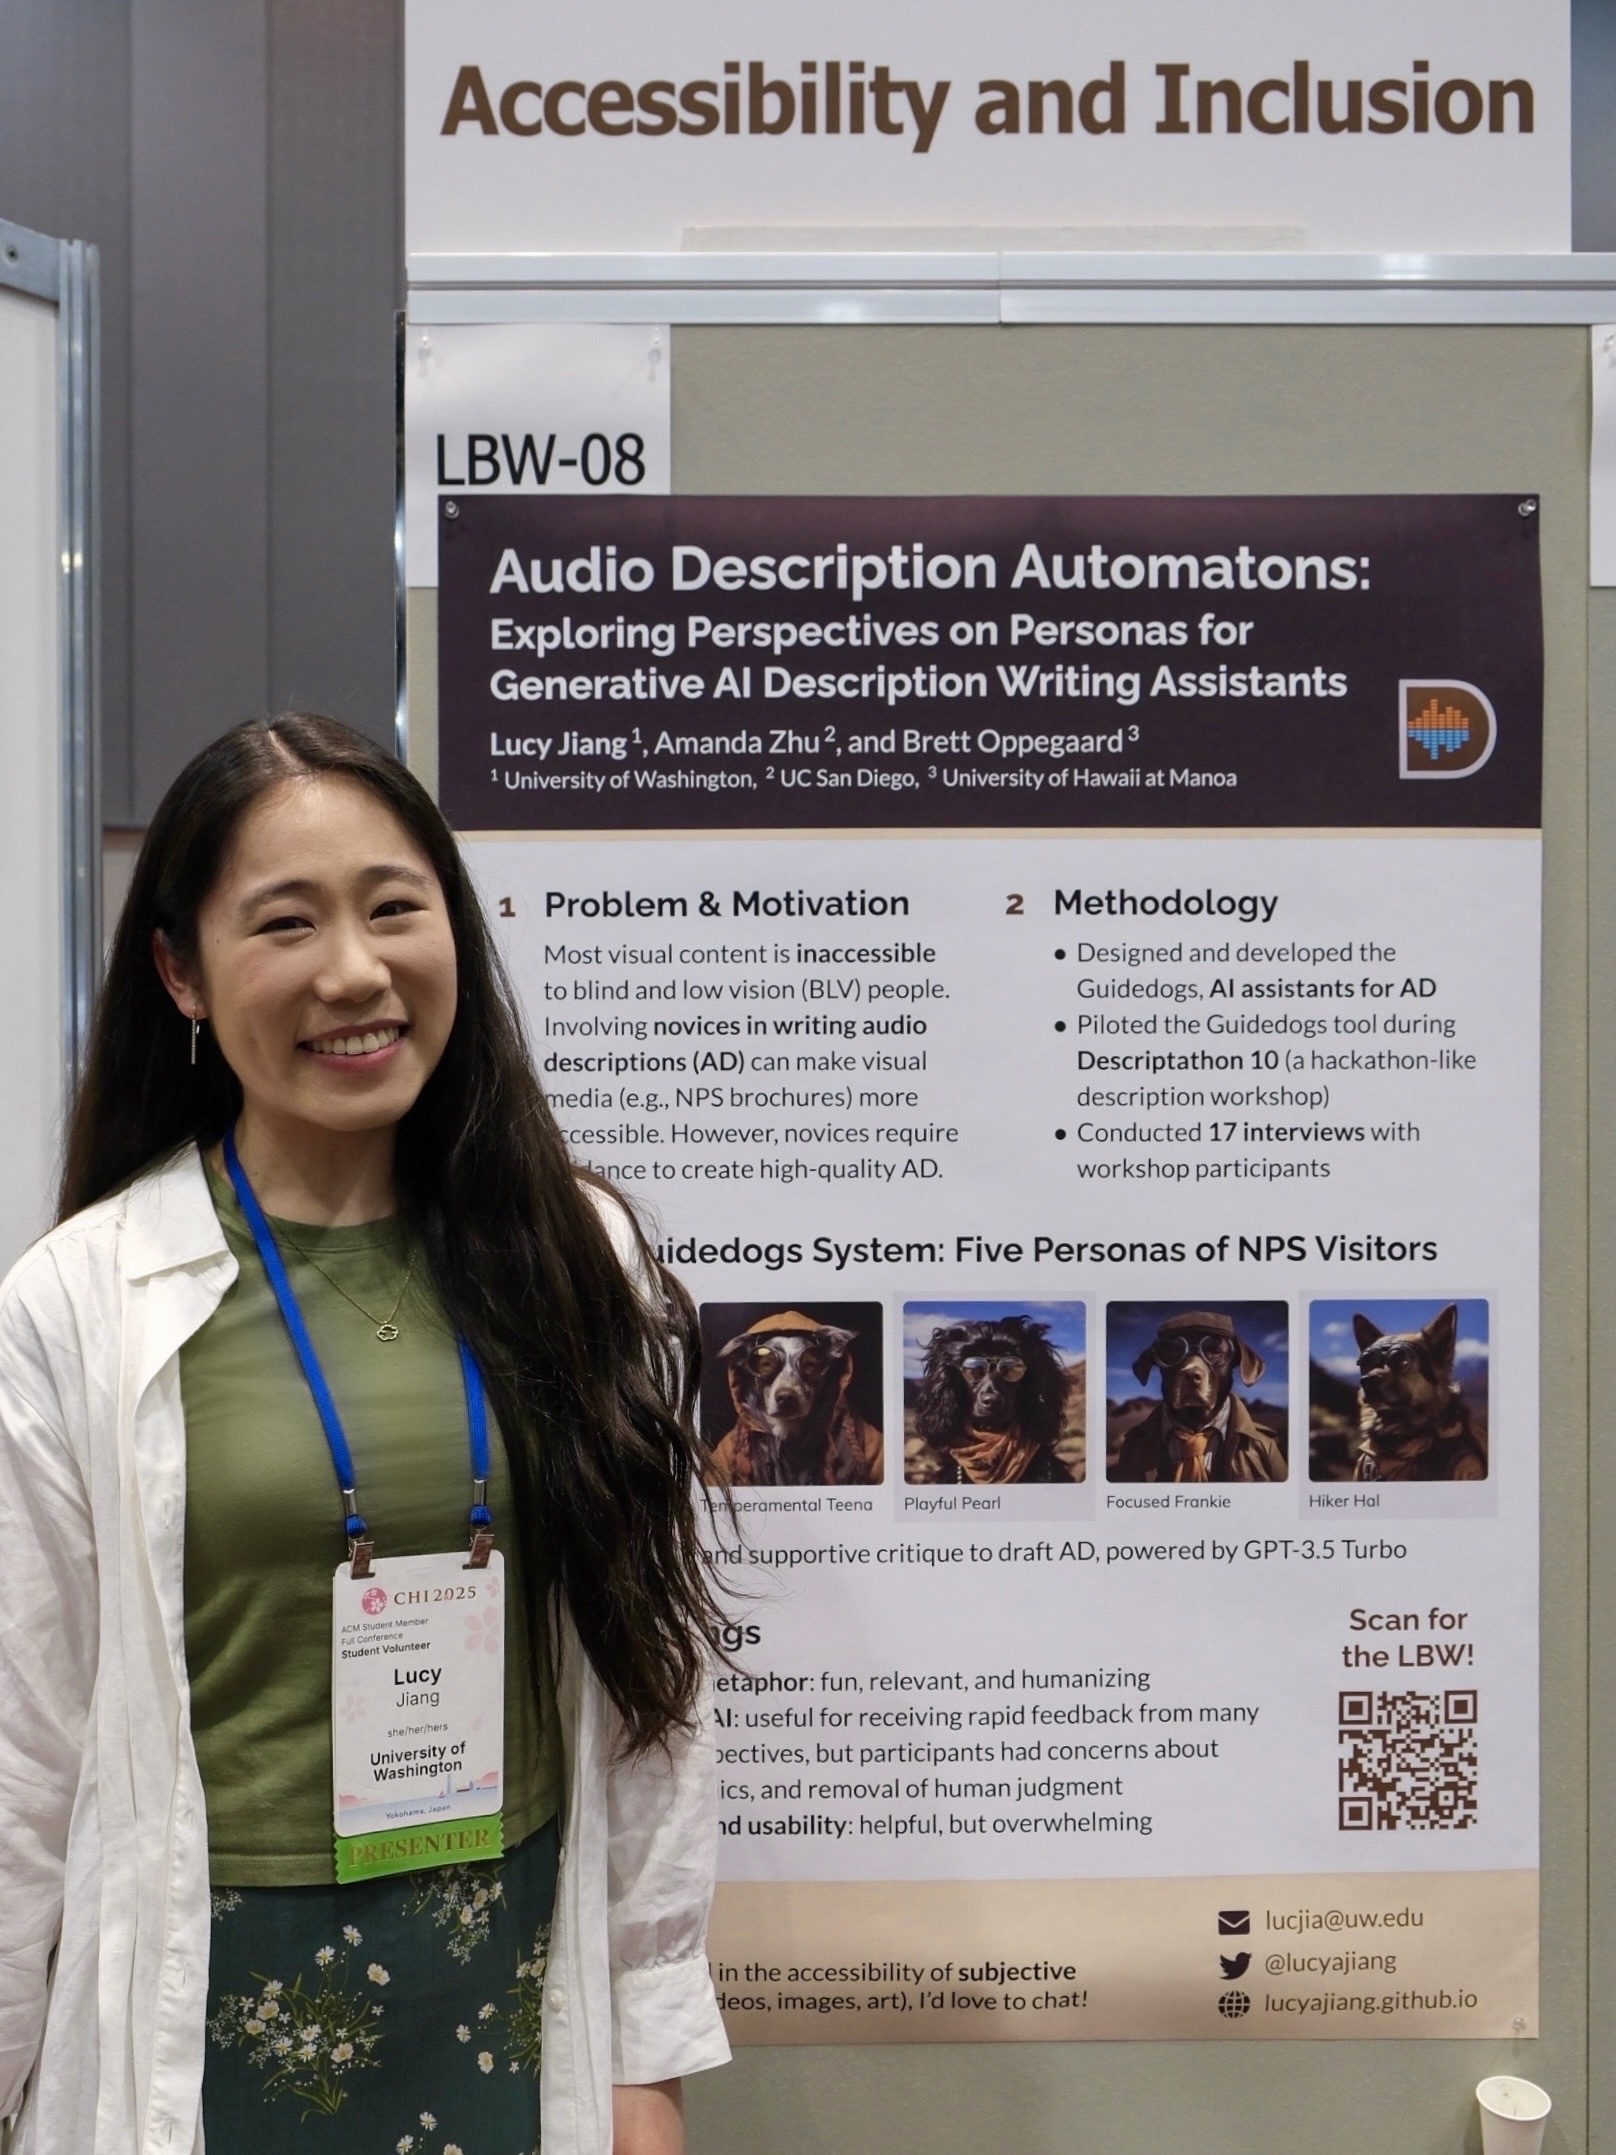 Accessibility and Inclusion
LBW-08
Audio Description Automatons:
Exploring Perspectives on Personas for
Generative AI Description Writing Assistants
Lucy Jiang 1, Amanda Zhu 2, and Brett Oppegaard 3
1 University of Washington, 2 UC San Diego, 3 University of Hawaii at Manoa
1 Problem & Motivation
Most visual content is inaccessible
to blind and low vision (BLV) people.
Involving novices in writing audio
descriptions (AD) can make visual
media (e.g., NPS brochures) more
ccessible. However, novices require
dance to create high-quality AD.
2 Methodology
• Designed and developed the
Guidedogs, AI assistants for AD
• Piloted the Guidedogs tool during
Descriptathon 10 (a hackathon-like
description workshop)
• Conducted 17 interviews with
workshop participants
uidedogs System: Five Personas of NPS Visitors
Temperamental Teena
Playful Pearl
Focused Frankie
Hiker Hal
and supportive critique to draft AD, powered by GPT-3.5 Turbo
ngs
etaphor: fun, relevant, and humanizing
AI: useful for receiving rapid feedback from many
pectives, but participants had concerns about
ics, and removal of human judgment
nd usability: helpful, but overwhelming
Scan for
the LBW!
in the accessibility of subjective
deos, images, art), I'd love to chat!
lucjia@uw.edu
@lucyajiang
lucyajiang.github.io
CHI 2025
ACM Student Member
Full Conference
Student Volunteer
Lucy
Jiang
she/her/hers
University of
Washington
Yokohama, Japan
PRESENTER